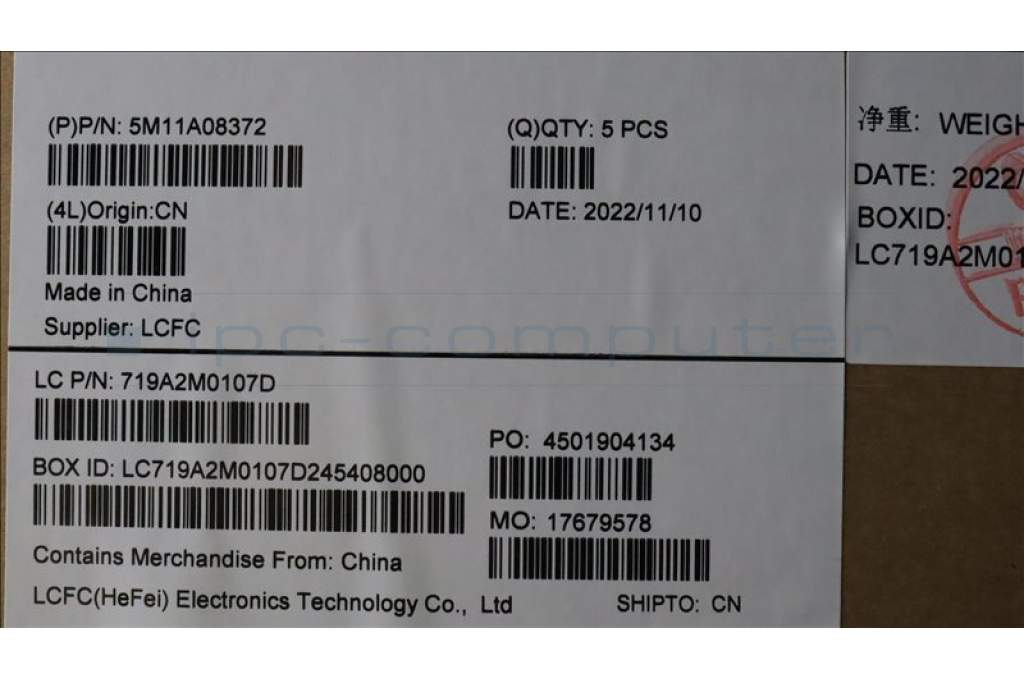 (P)P/N: 5M11A08372
(Q)QTY: 5 PCS
(4L)Origin:CN
DATE: 2022/11/10
Made in China
Supplier: LCFC
ipc-computer
LC P/N: 719A2M0107D
PO: 4501904134
BOX ID: LC719A2M0107D245408000
MO: 17679578
Contains Merchandise From: China
LCFC(HeFei) Electronics Technology Co., Ltd
SHIPTO: CN
净重:
DATE: 2022/
BOXID:
LC719A2M01